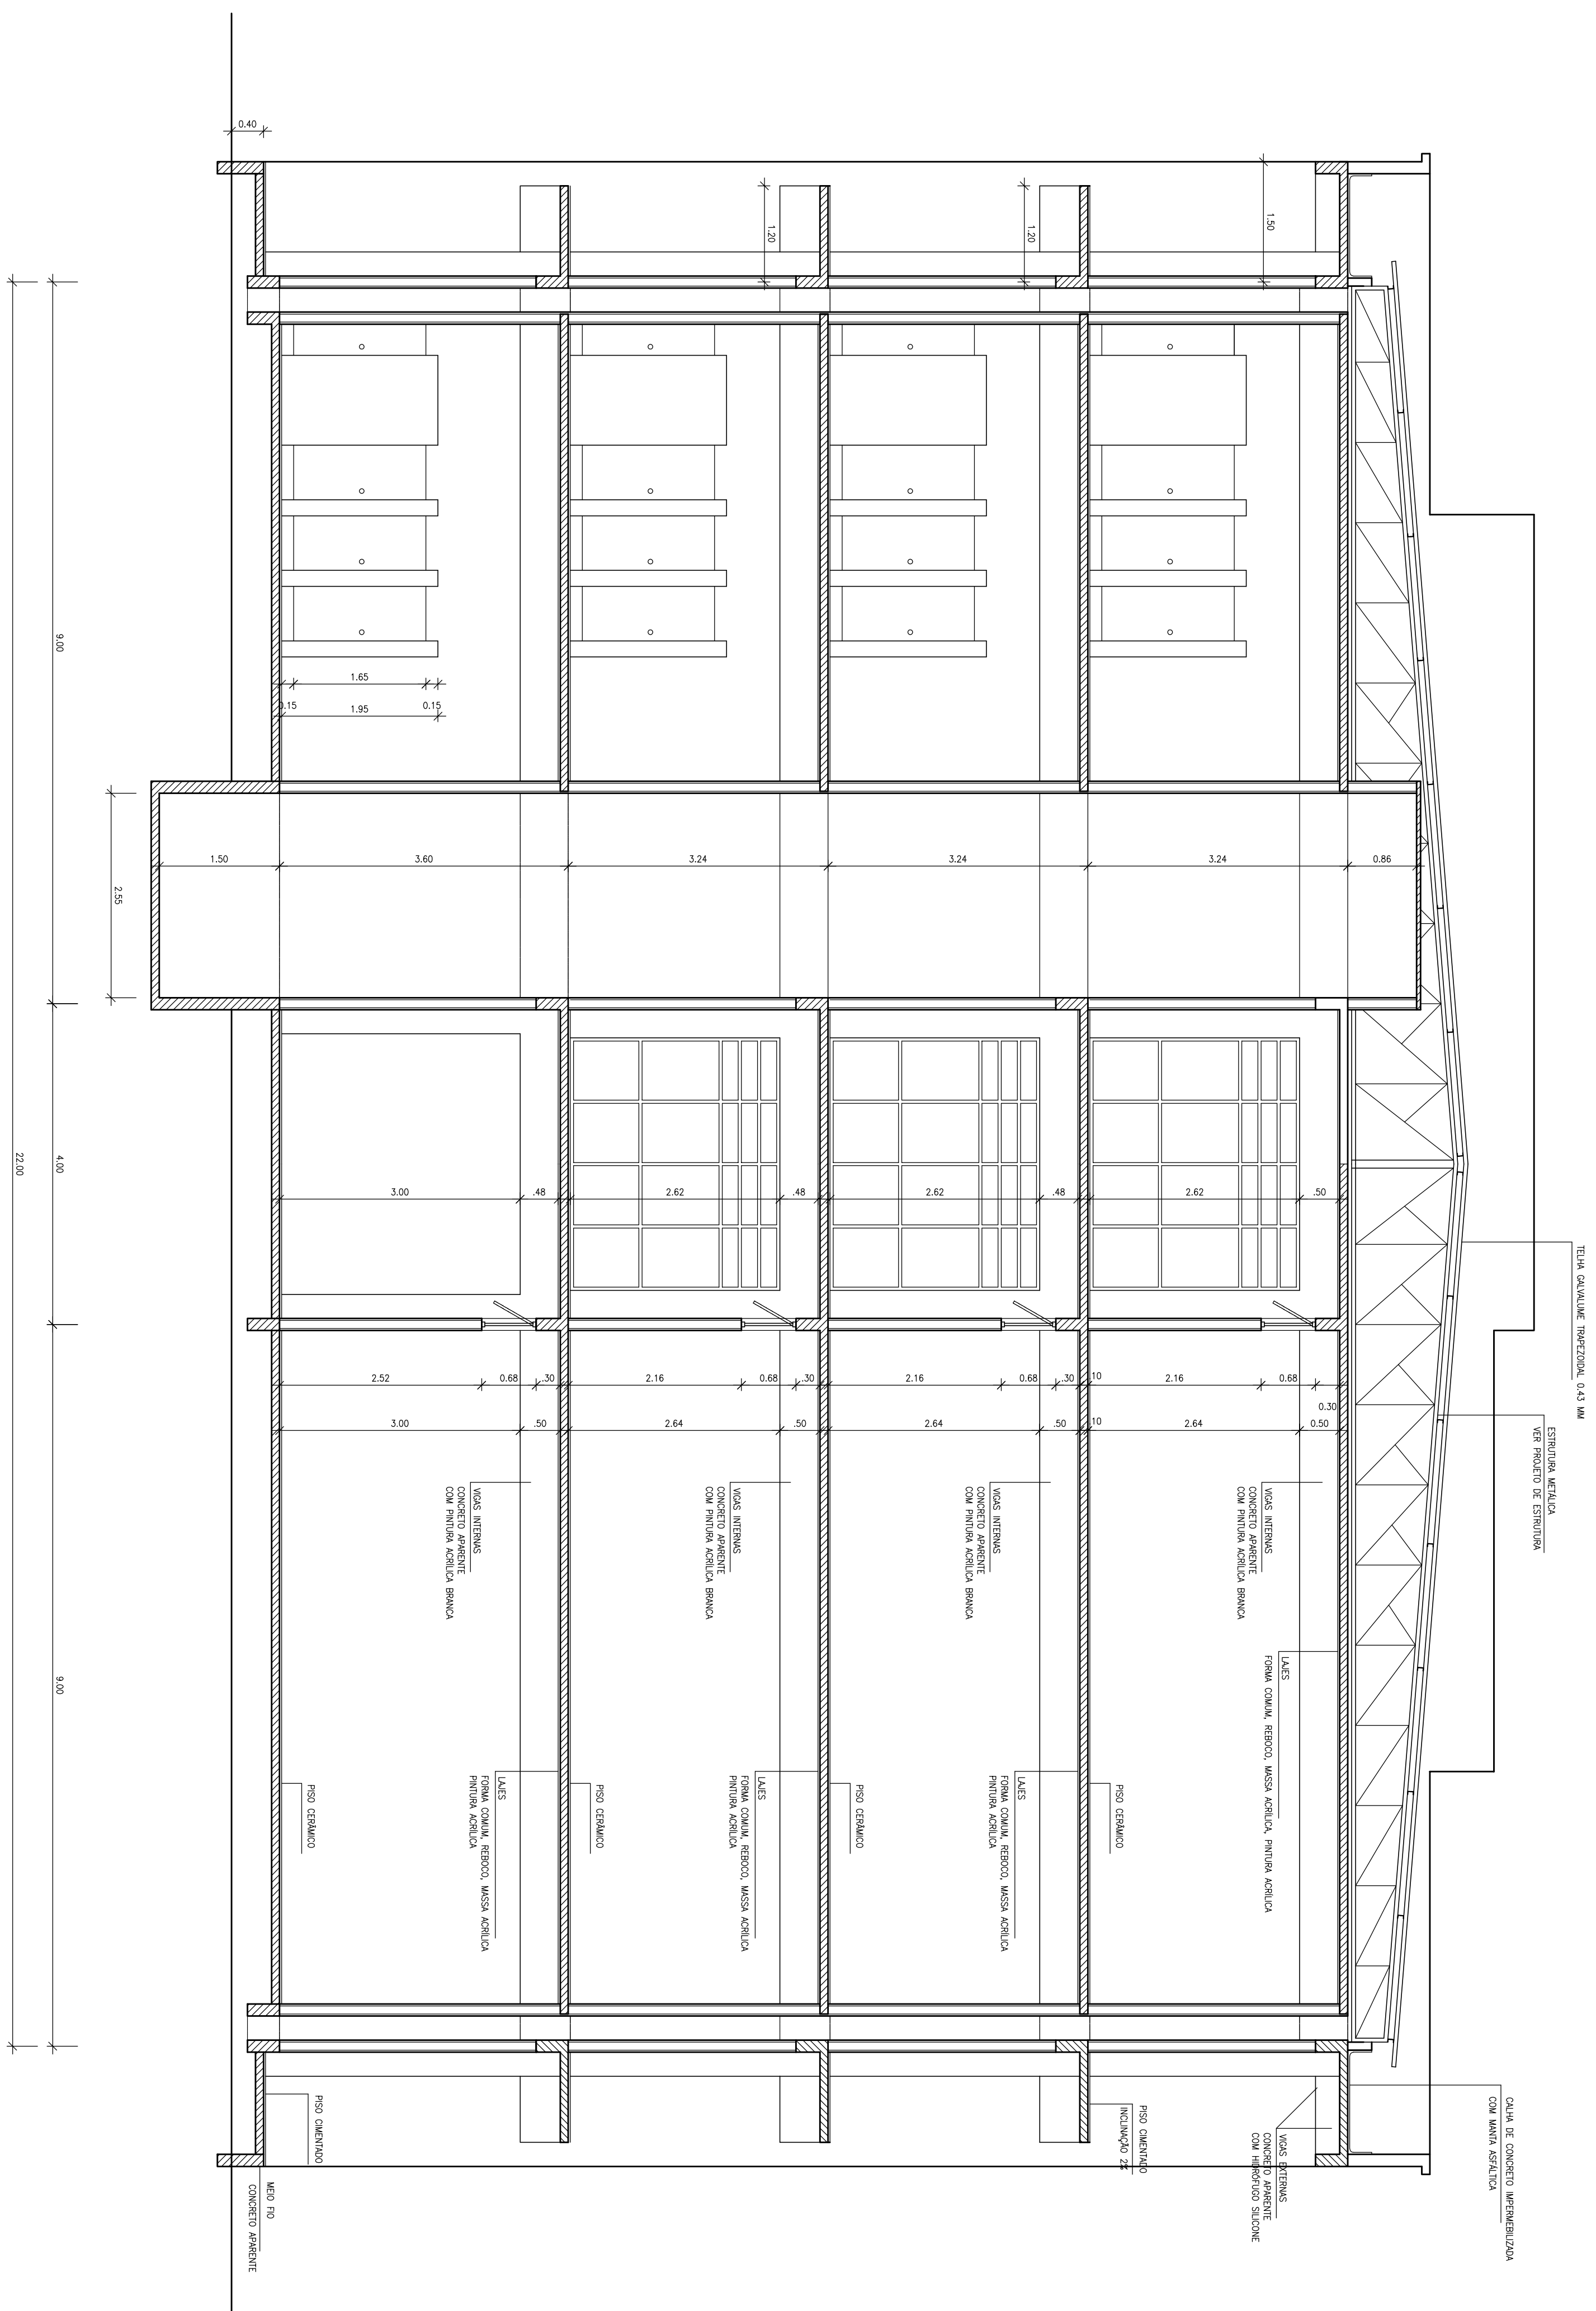 TELHA GALVALUME TRAPEZOIDAL 0.43 MM
ESTRUTURA METÁLICA
VER PROJETO DE ESTRUTURA
CALHA DE CONCRETO IMPERMEBILIZADA
COM MANTA ASFÁLTICA
1.50
1.20
1.20
0.40
0.86
3.24
3.24
3.24
3.60
1.50
2.55
1.65
0.15
1.95
0.15
.50
2.62
.48
2.62
.48
2.62
.48
3.00
0.30
0.68
2.16
.10
.30
0.68
2.16
.30
0.68
2.16
.30
0.68
2.52
0.50
2.64
.10
.50
2.64
.50
2.64
.50
3.00
VIGAS INTERNAS
CONCRETO APARENTE
COM PINTURA ACRÍLICA BRANCA
LAJES
FORMA COMUM, REBOCO, MASSA ACRÍLICA, PINTURA ACRÍLICA
PISO CERÂMICO
VIGAS INTERNAS
CONCRETO APARENTE
COM PINTURA ACRÍLICA BRANCA
LAJES
FORMA COMUM, REBOCO, MASSA ACRÍLICA
PINTURA ACRÍLICA
PISO CERÂMICO
VIGAS INTERNAS
CONCRETO APARENTE
COM PINTURA ACRÍLICA BRANCA
LAJES
FORMA COMUM, REBOCO, MASSA ACRÍLICA
PINTURA ACRÍLICA
PISO CERÂMICO
VIGAS INTERNAS
CONCRETO APARENTE
COM PINTURA ACRÍLICA BRANCA
LAJES
FORMA COMUM, REBOCO, MASSA ACRÍLICA
PINTURA ACRÍLICA
PISO CERÂMICO
VIGAS EXTERNAS
CONCRETO APARENTE
COM HIDRÓFUGO SILICONE
PISO CIMENTADO
INCLINAÇÃO 2%
PISO CIMENTADO
MEIO FIO
CONCRETO APARENTE
9.00
4.00
9.00
22.00